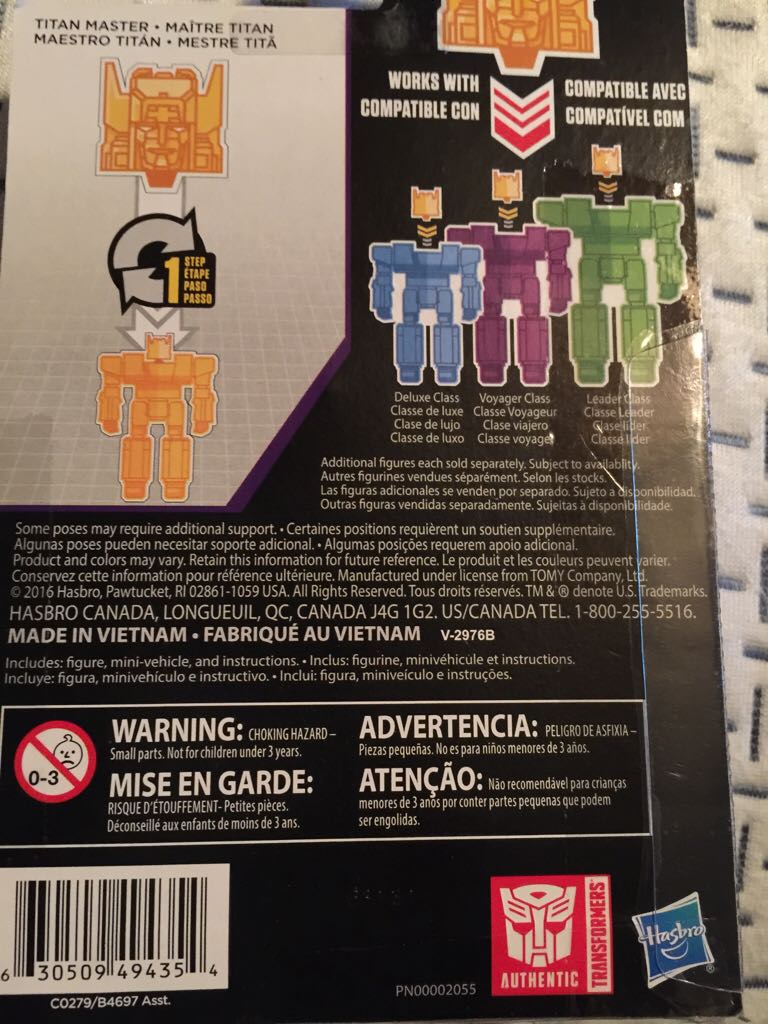 TITAN MASTER • MAÎTRE TITAN
MAESTRO TITÁN • MESTRE TITÃ
1 STEP
ÉTAPE
PASO
PASSO
WORKS WITH
COMPATIBLE CON
COMPATIBLE AVEC
COMPATÍVEL COM
Deluxe Class
Classe de luxe
Clase de lujo
Classe de luxo
Voyager Class
Classe Voyageur
Clase viajero
Classe voyager
Leader Class
Classe Leader
Clase líder
Classe líder
Additional figures each sold separately. Subject to availablity.
Autres figurines vendues séparément. Selon les stocks.
Las figuras adicionales se venden por separado. Sujeto a disponibilidad.
Outras figuras vendidas separadamente. Sujeitas à disponibilidade.
Some poses may require additional support. • Certaines positions requièrent un soutien supplémentaire.
Algunas poses pueden necesitar soporte adicional. • Algumas posições requerem apoio adicional.
Product and colors may vary. Retain this information for future reference. Le produit et les couleurs peuvent varier.
Conservez cette information pour référence ultérieure. Manufactured under license from TOMY Company, Ltd.
© 2016 Hasbro, Pawtucket, RI 02861-1059 USA. All Rights Reserved. Tous droits réservés. TM & ® denote U.S. Trademarks.
HASBRO CANADA, LONGUEUIL, QC, CANADA J4G 1G2. US/CANADA TEL. 1-800-255-5516.
MADE IN VIETNAM • FABRIQUÉ AU VIETNAM V-2976B
Includes: figure, mini-vehicle, and instructions. • Inclus: figurine, minivéhicule et instructions.
Incluye: figura, minivehículo e instructivo. • Inclui: figura, miniveículo e instruções.
0-3
WARNING: CHOKING HAZARD –
Small parts. Not for children under 3 years.
ADVERTENCIA: PELIGRO DE ASFIXIA –
Piezas pequeñas. No es para niños menores de 3 años.
MISE EN GARDE:
RISQUE D'ÉTOUFFEMENT- Petites pièces.
Déconseillé aux enfants de moins de 3 ans.
ATENÇÃO: Não recomendável para crianças
menores de 3 anos por conter partes pequenas que podem
ser engolidas.
6 30509 49435 4
C0279/B4697 Asst.
PN00002055
AUTHENTIC
TRANSFORMERS
Hasbro®